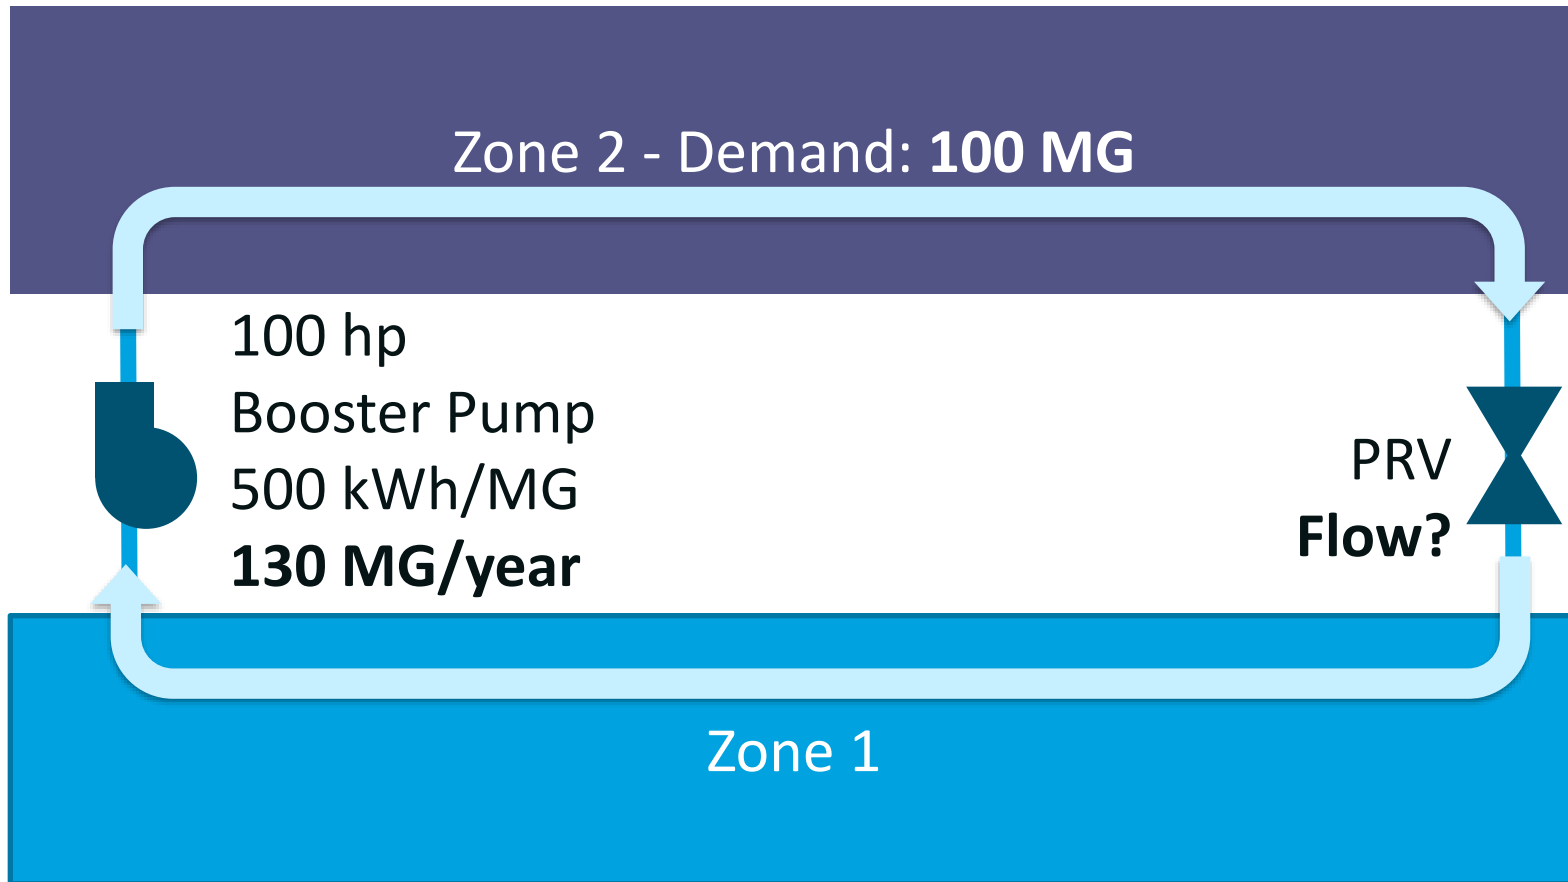 Zone 2 - Demand: 100 MG
100 hp
Booster Pump
500 kWh/MG
130 MG/year
PRV
Flow?
Zone 1